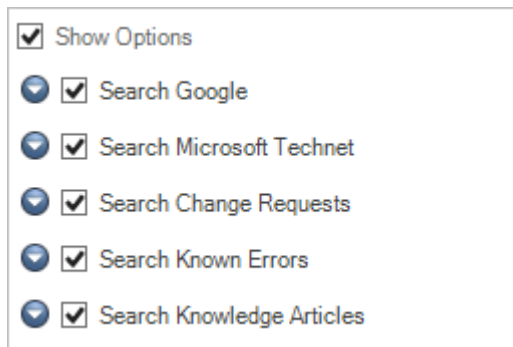 Show Options
Search Google
Search Microsoft Technet
Search Change Requests
Search Known Errors
Search Knowledge Articles